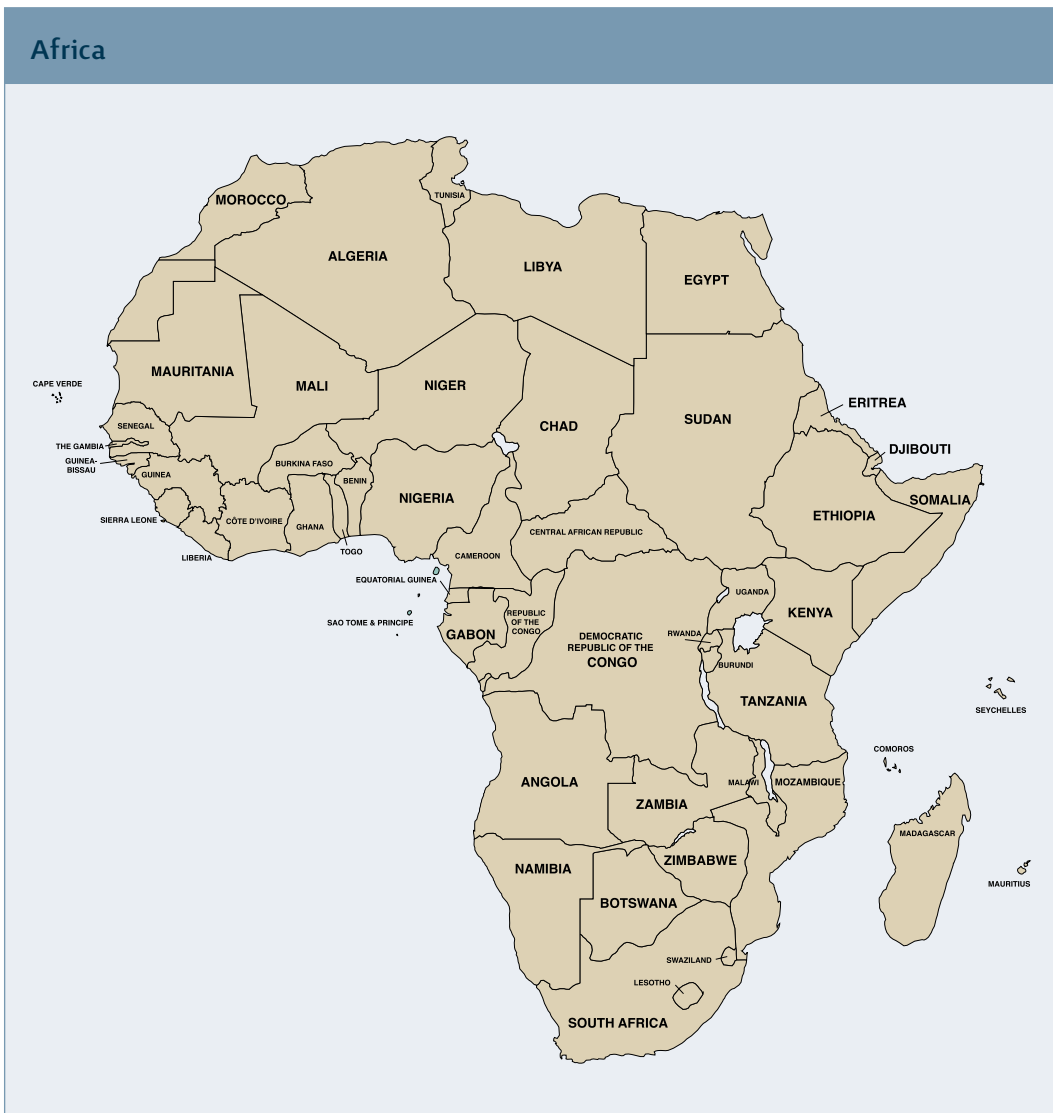 Africa
MOROCCO
TUNISIA
ALGERIA
LIBYA
EGYPT
MAURITANIA
MALI
NIGER
CHAD
SUDAN
ERITREA
DJIBOUTI
CAPE VERDE
SENEGAL
THE GAMBIA
GUINEA-
BISSAU
GUINEA
BURKINA FASO
BENIN
NIGERIA
SOMALIA
ETHIOPIA
SIERRA LEONE
CÔTE D'IVOIRE
GHANA
LIBERIA
TOGO
CENTRAL AFRICAN REPUBLIC
CAMEROON
EQUATORIAL GUINEA
SAO TOME & PRINCIPE
GABON
REPUBLIC
OF THE
CONGO
DEMOCRATIC
REPUBLIC OF THE
CONGO
UGANDA
KENYA
RWANDA
BURUNDI
TANZANIA
SEYCHELLES
COMOROS
ANGOLA
ZAMBIA
MALAWI
MOZAMBIQUE
MADAGASCAR
MAURITIUS
NAMIBIA
ZIMBABWE
BOTSWANA
SWAZILAND
LESOTHO
SOUTH AFRICA